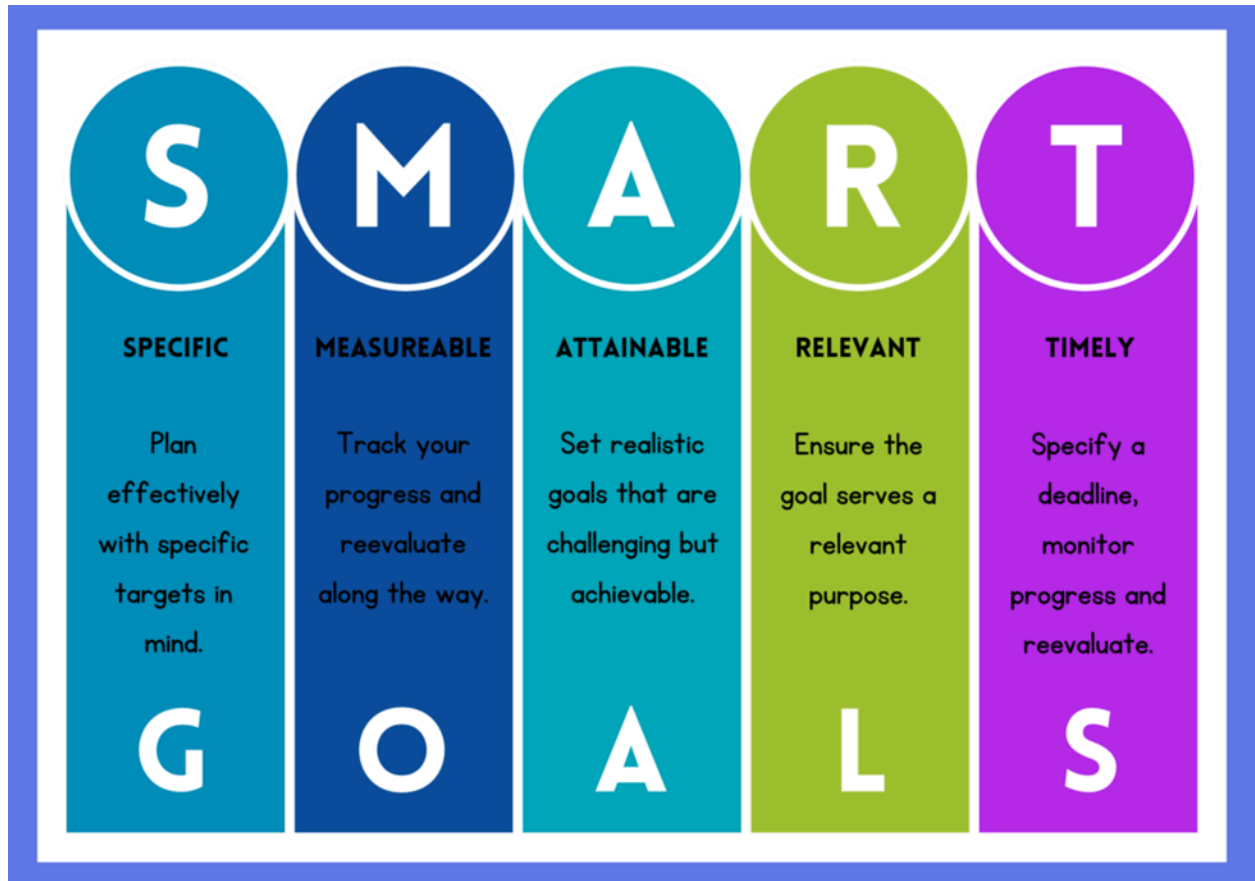 S M A R T
SPECIFIC
Plan
effectively
with specific
targets in
mind.
MEASUREABLE
Track your
progress and
reevaluate
along the way.
ATTAINABLE
Set realistic
goals that are
challenging but
achievable.
RELEVANT
Ensure the
goal serves a
relevant
purpose.
TIMELY
Specify a
deadline,
monitor
progress and
reevaluate.
G O A L S